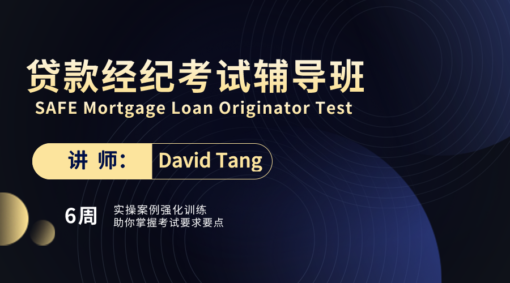 贷款经纪考试辅导班
SAFE Mortgage Loan Originator Test
讲 师: David Tang
6周
实操案例强化训练
助你掌握考试要求要点